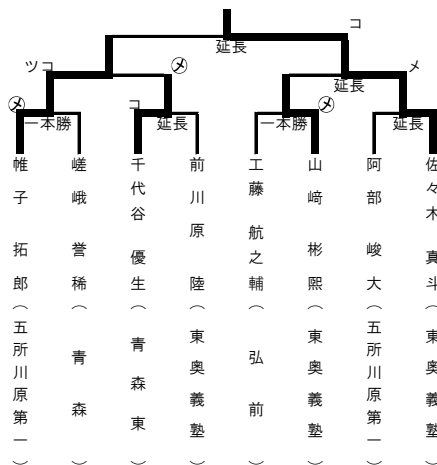 コ
延長
ツコ
㋱
延長
メ
㋱
一本勝
コ
延長
一本勝
㋱
延長
帷子 拓郎(五所川原第一)
嵯峨 誉稀(青森)
千代谷 優生(青森東)
前川原 陸(東奥義塾)
工藤 航之輔(弘前)
山﨑 彬熙(東奥義塾)
阿部 峻大(五所川原第一)
佐々木 真斗(東奥義塾)